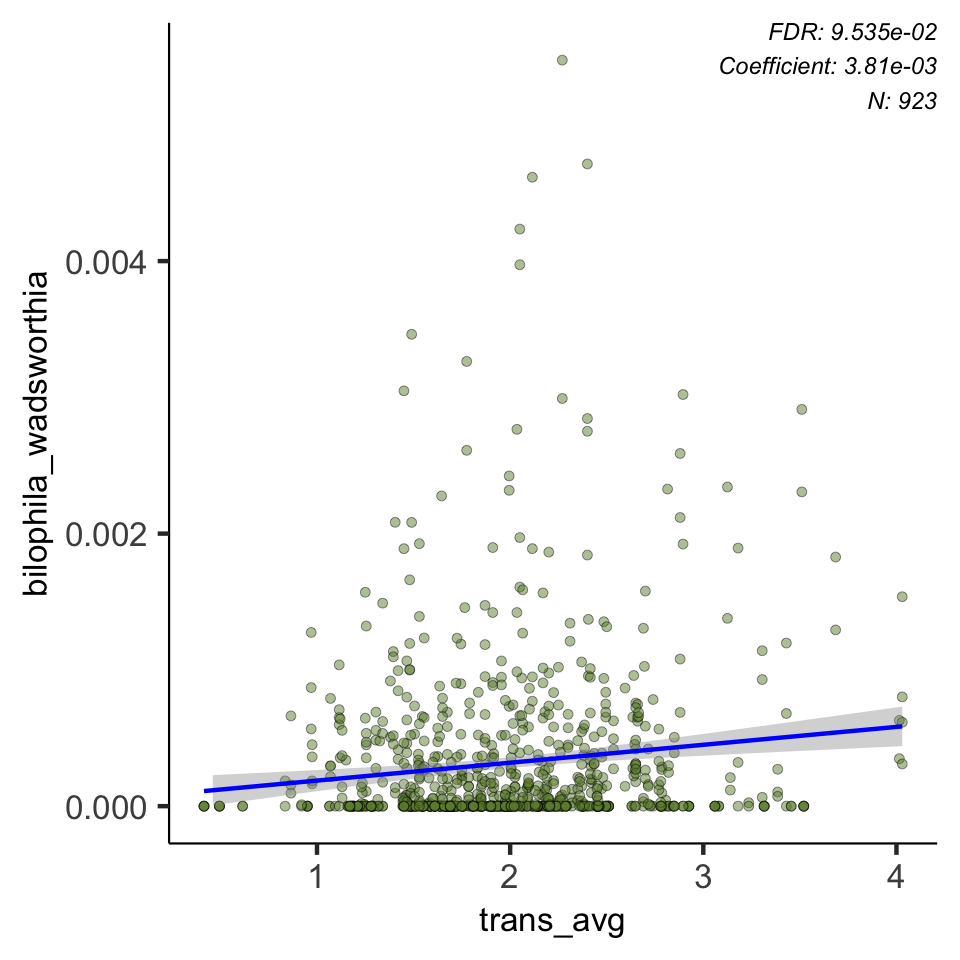 FDR: 9.535e-02
Coefficient: 3.81e-03
N: 923
bilophila_wadsworthia
0.004
0.002
0.000
1 2 3 4
trans_avg